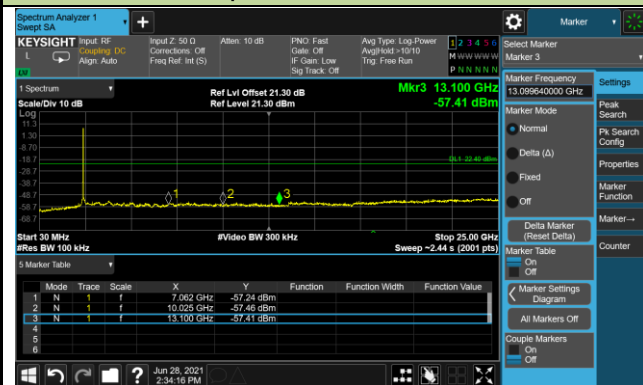 Spectrum Analyzer 1
Swept SA
+
Marker
KEYSIGHT
L
Input: RF
Coupling: DC
Align: Auto
Input Z: 50 Ω
Corrections: Off
Freq Ref: Int (S)
Atten: 10 dB
PNO: Fast
Gate: Off
IF Gain: Low
Sig Track: Off
Avg Type: Log-Power
Avg|Hold:>10/10
Trig: Free Run
1 2 3 4 5 6
M W W W W W
P N N N N N
Select Marker
Marker 3
1 Spectrum
Scale/Div 10 dB
Log
Ref Lvl Offset 21.30 dB
Ref Level 21.30 dBm
Mkr3 13.100 GHz
-57.41 dBm
11.3
1.30
-8.70
-18.7
-28.7
-38.7
-48.7
-58.7
-68.7
DL1 -22.40 dBm
1
2
3
Start 30 MHz
#Res BW 100 kHz
#Video BW 300 kHz
Stop 25.00 GHz
Sweep ~2.44 s (2001 pts)
5 Marker Table
Mode Trace Scale X Y Function Function Width Function Value
1 N 1 f 7.062 GHz -57.24 dBm
2 N 1 f 10.025 GHz -57.46 dBm
3 N 1 f 13.100 GHz -57.41 dBm
4
5
6
Marker Frequency
13.099640000 GHz
Marker Mode
Normal
Delta (Δ)
Fixed
Off
Delta Marker
(Reset Delta)
Marker Table
On
Off
Marker Settings
Diagram
All Markers Off
Couple Markers
On
Off
Settings
Peak
Search
Pk Search
Config
Properties
Marker
Function
Marker→
Counter
?
Jun 28, 2021
2:34:16 PM